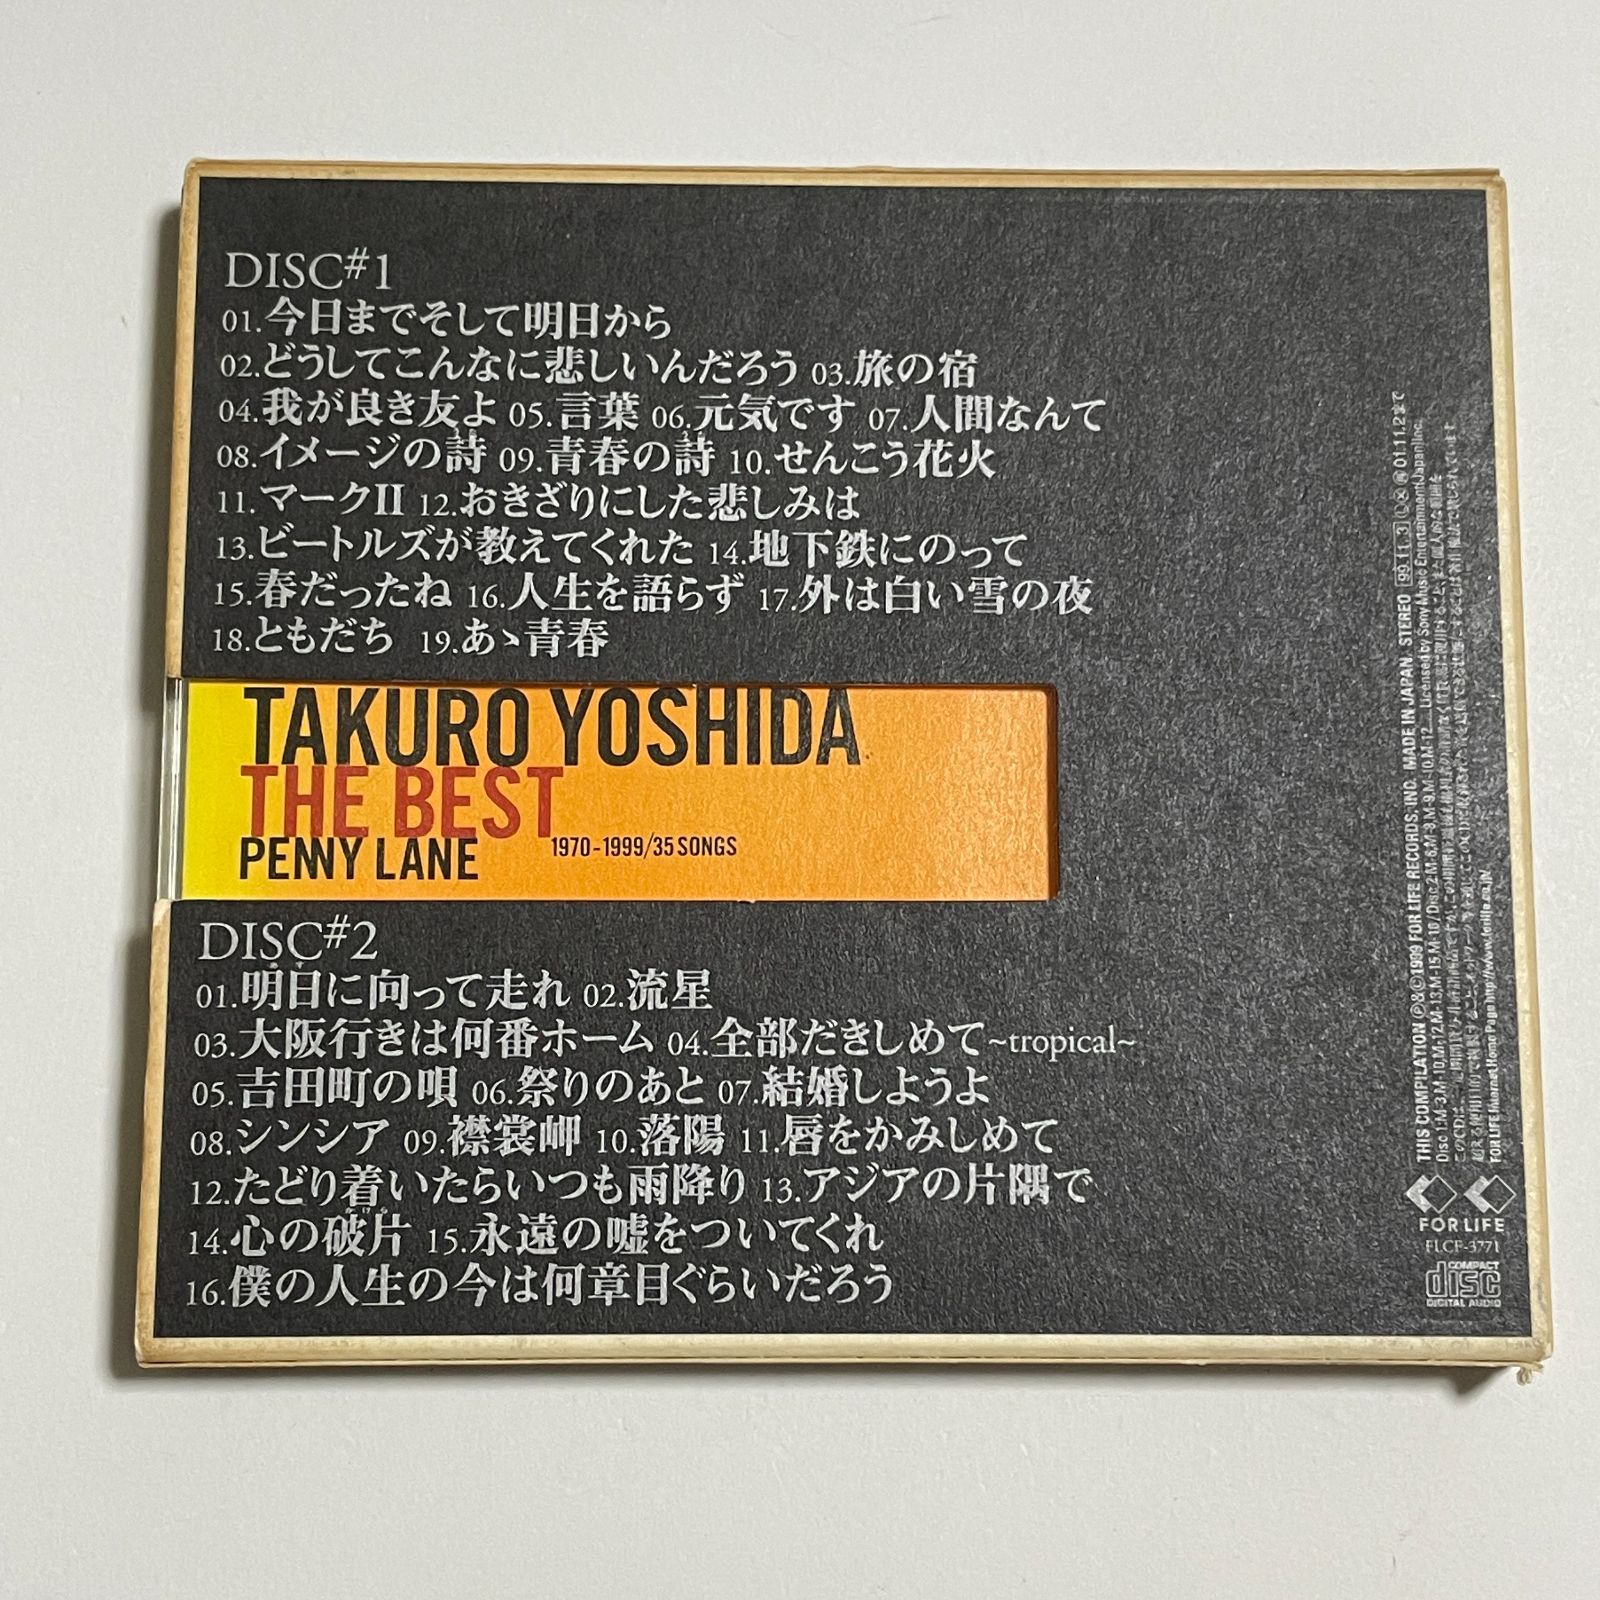 DISC#1
01.今日までそして明日から
02.どうしてこんなに悲しいんだろう 03.旅の宿
04.我が良き友よ 05.言葉 06.元気です 07.人間なんて
08.イメージの詩 09.青春の詩 10.せんこう花火
11.マークII 12.おきざりにした悲しみは
13.ビートルズが教えてくれた 14.地下鉄にのって
15.春だったね 16.人生を語らず 17.外は白い雪の夜
18.ともだち 19.あゝ青春
TAKURO YOSHIDA
THE BEST
PENNY LANE 1970-1999/35 SONGS
DISC#2
01.明日に向って走れ 02.流星
03.大阪行きは何番ホーム 04.全部だきしめて~tropical~
05.吉田町の唄 06.祭りのあと 07.結婚しようよ
08.シンシア 09.襟裳岬 10.落陽 11.唇をかみしめて
12.たどり着いたらいつも雨降り 13.アジアの片隅で
14.心の破片 15.永遠の嘘をついてくれ
16.僕の人生の今は何章目ぐらいだろう
THIS COMPILATION ℗&©1999 FOR LIFE RECORDS, INC. MADE IN JAPAN. STEREO 99.11.3 01.11.2まで
Licensed by Sony Music Entertainment(Japan)Inc.
FOR LIFE
FLCF-3771
COMPACT
disc
DIGITAL AUDIO